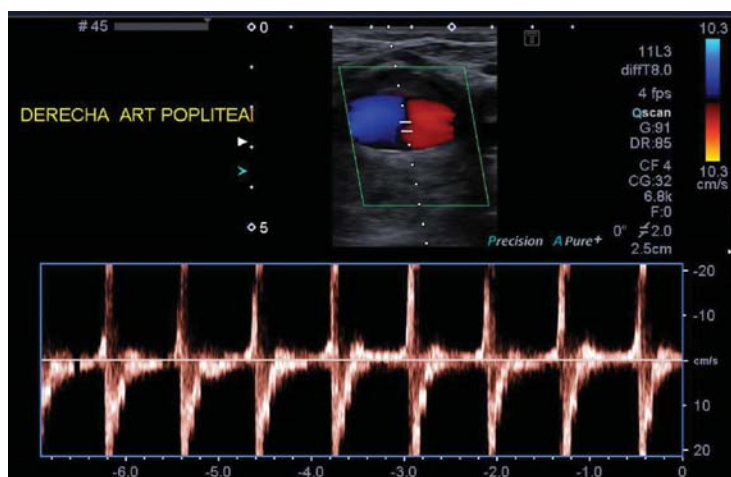 # 45
0
10.3
11L3
diffT8.0
4 fps
DERECHA ART POPLITEAI
Qscan
G:91
DR:85
CF 4
10.3
CG:32
cm/s
6.8k
F:0
5
0° ≠2.0
Precision A Pure+
2.5cm
-20
-10
cm/s
10
20
-6.0 -5.0 -4.0 -3.0 -2.0 -1.0 0